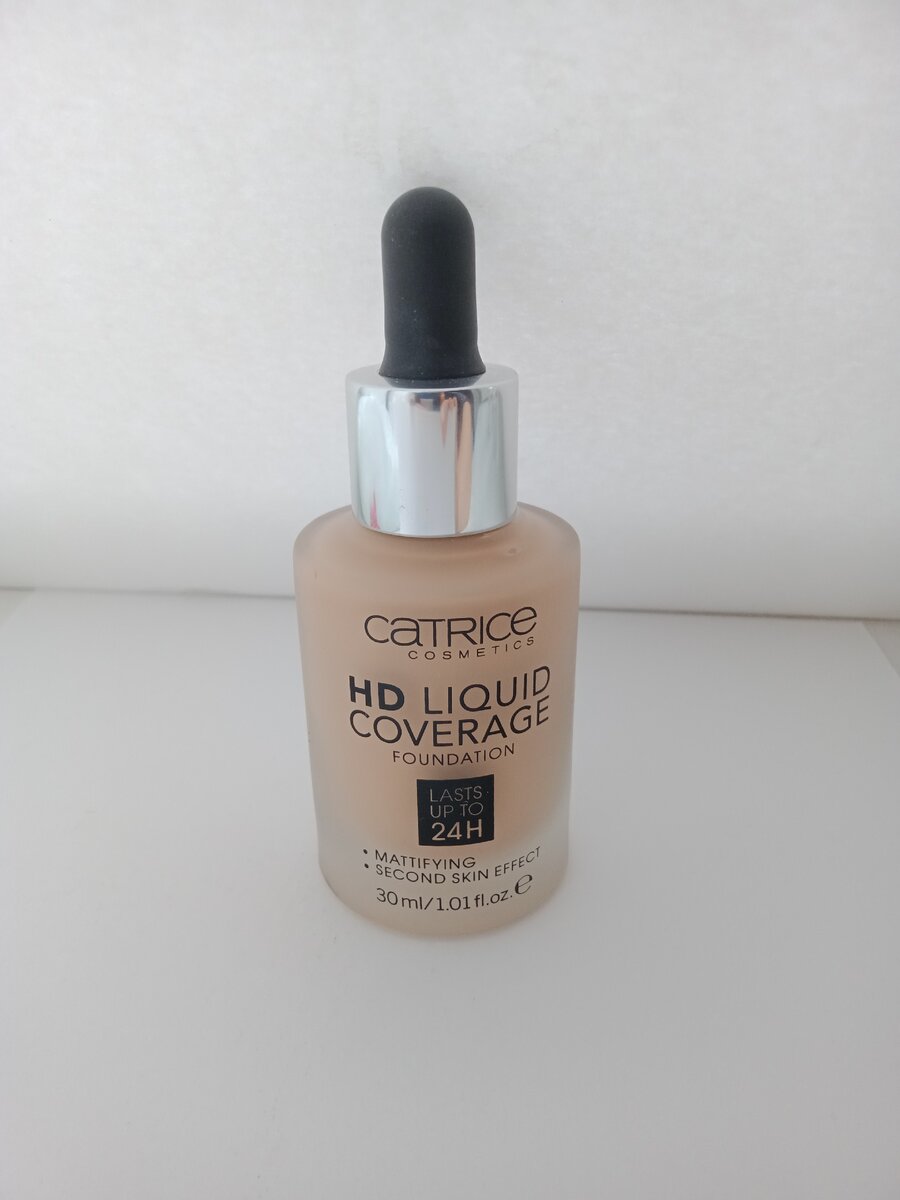 CATRICE
COSMETICS
HD LIQUID
COVERAGE
FOUNDATION
LASTS
UP TO
24H
• MATTIFYING
• SECOND SKIN EFFECT
30 ml/1.01 fl.oz. ℮